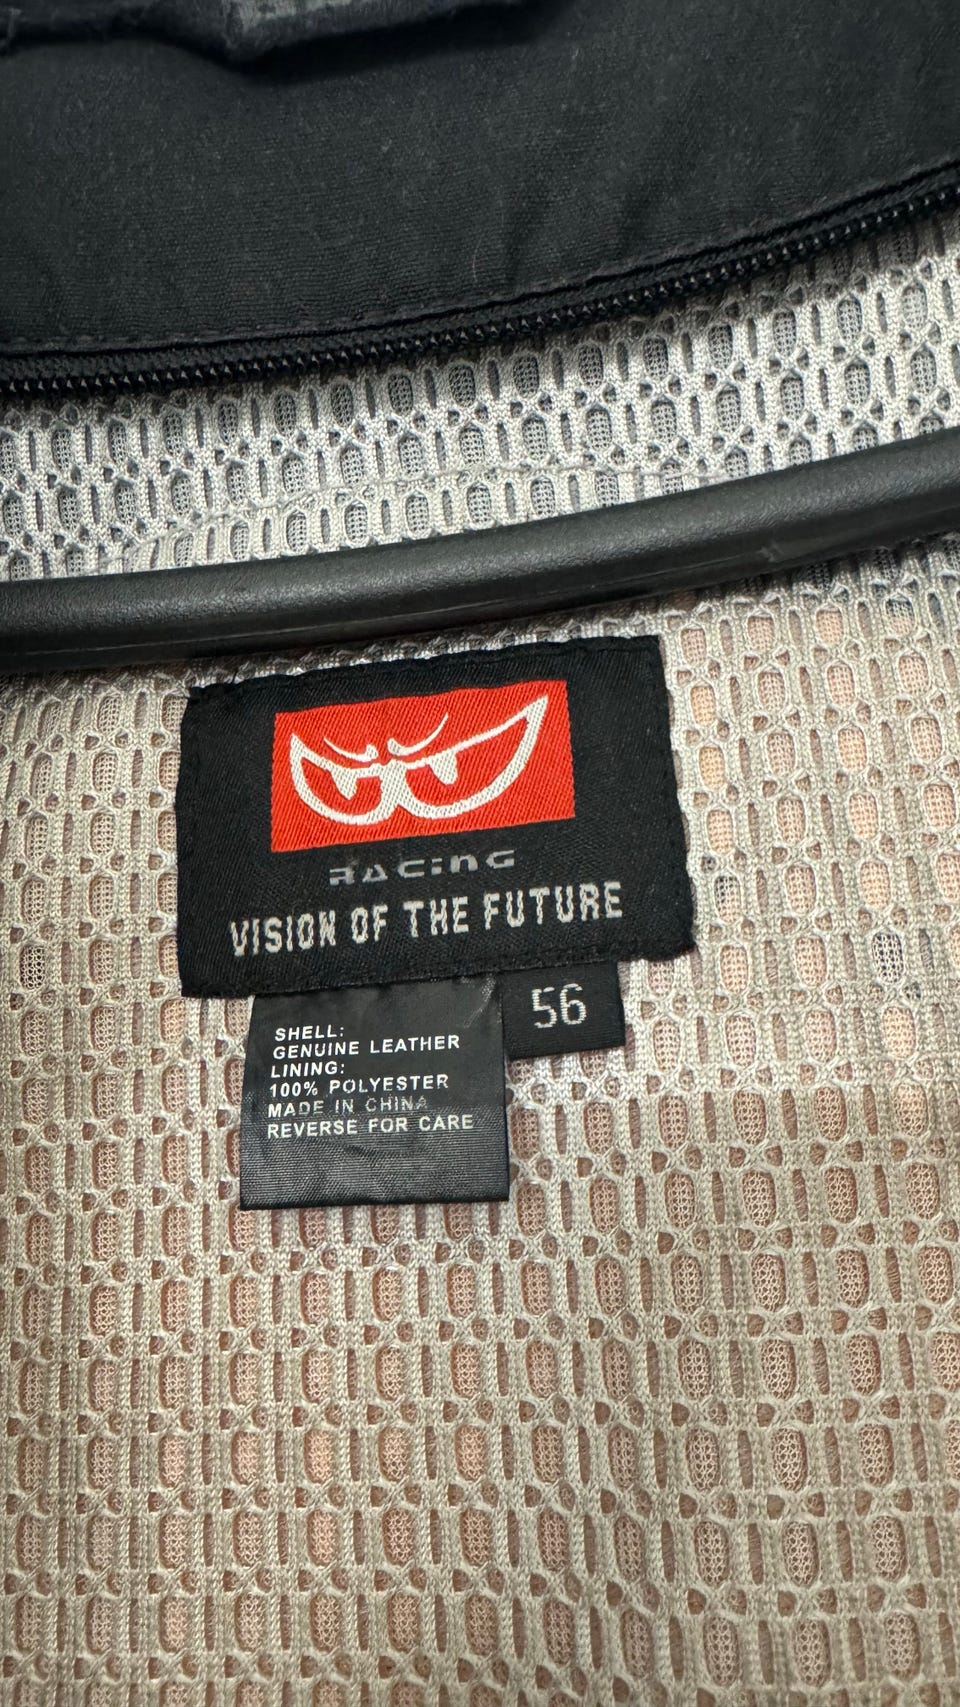 RACING
VISION OF THE FUTURE
56
SHELL:
GENUINE LEATHER
LINING:
100% POLYESTER
MADE IN CHINA
REVERSE FOR CARE